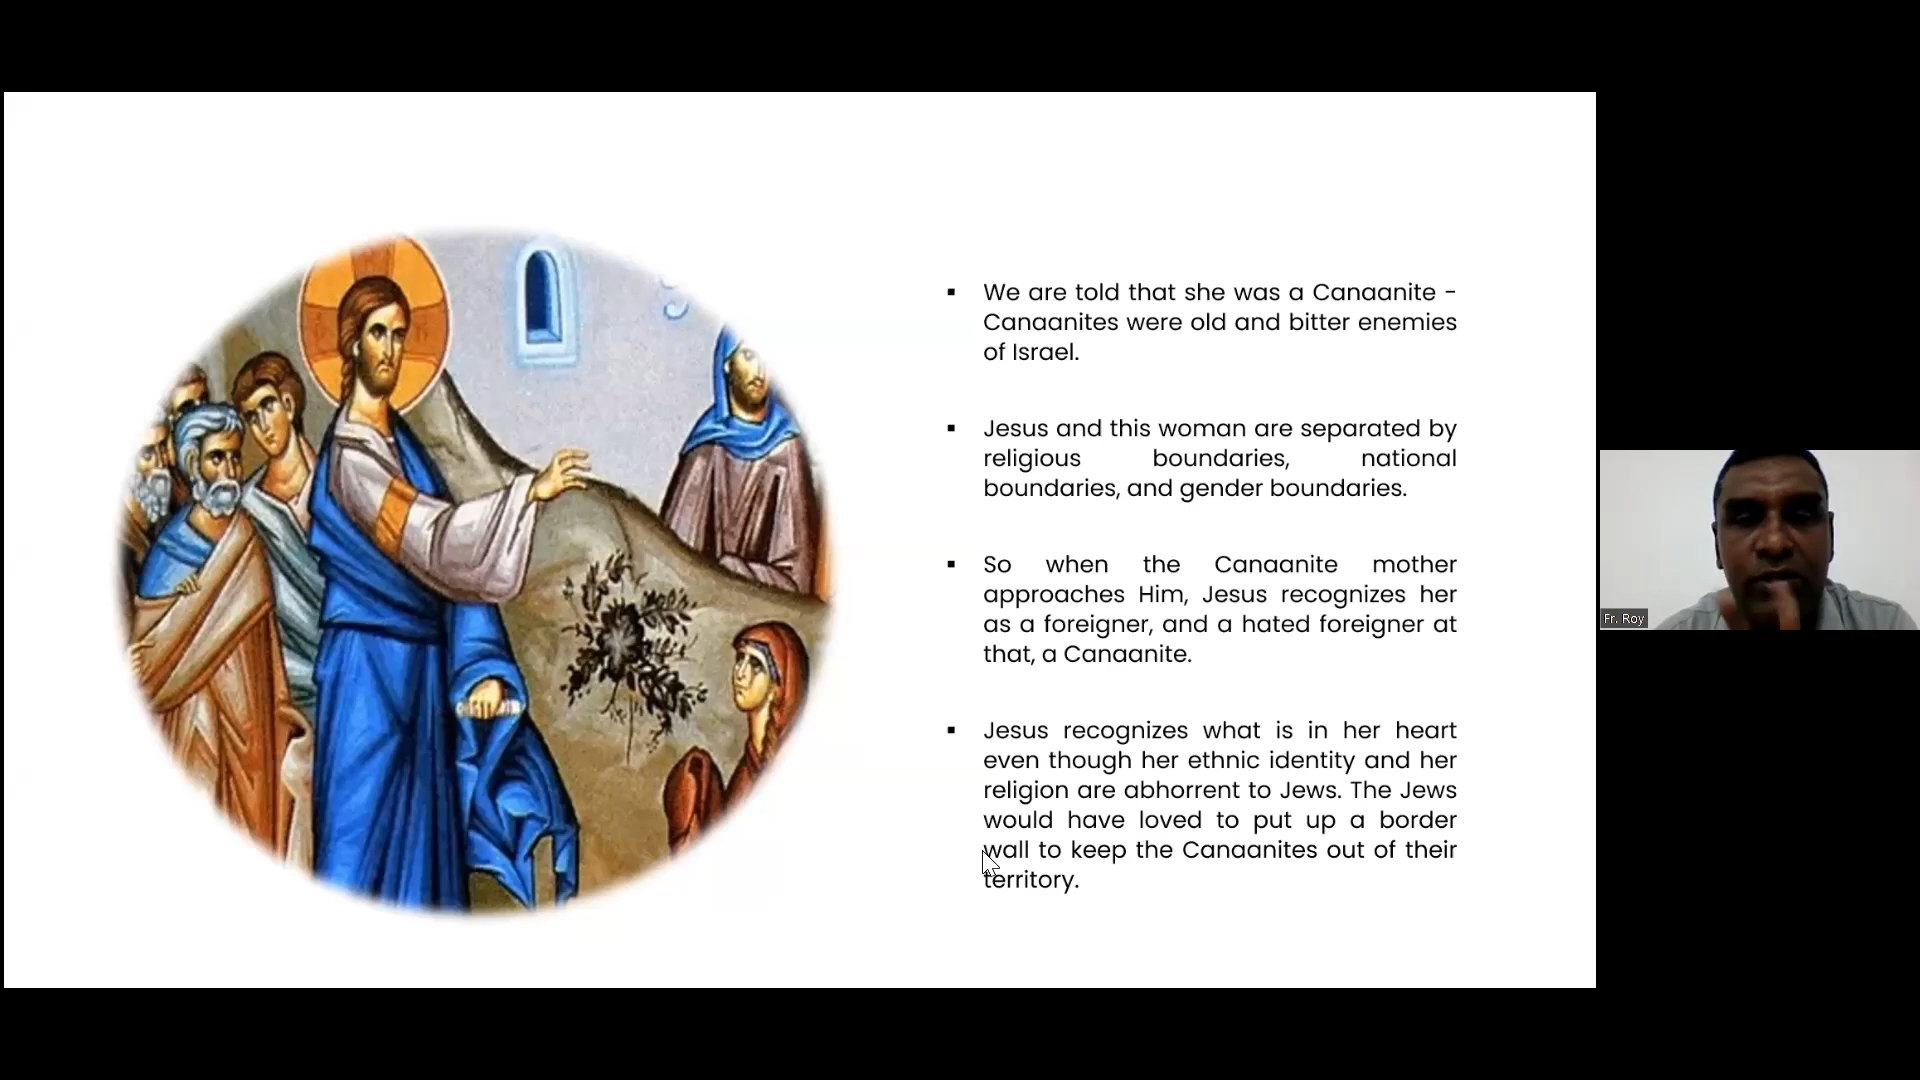 We are told that she was a Canaanite -
Canaanites were old and bitter enemies
of Israel.
Jesus and this woman are separated by
religious boundaries, national
boundaries, and gender boundaries.
So when the Canaanite mother
approaches Him, Jesus recognizes her
as a foreigner, and a hated foreigner at
that, a Canaanite.
Jesus recognizes what is in her heart
even though her ethnic identity and her
religion are abhorrent to Jews. The Jews
would have loved to put up a border
wall to keep the Canaanites out of their
territory.
Fr. Roy